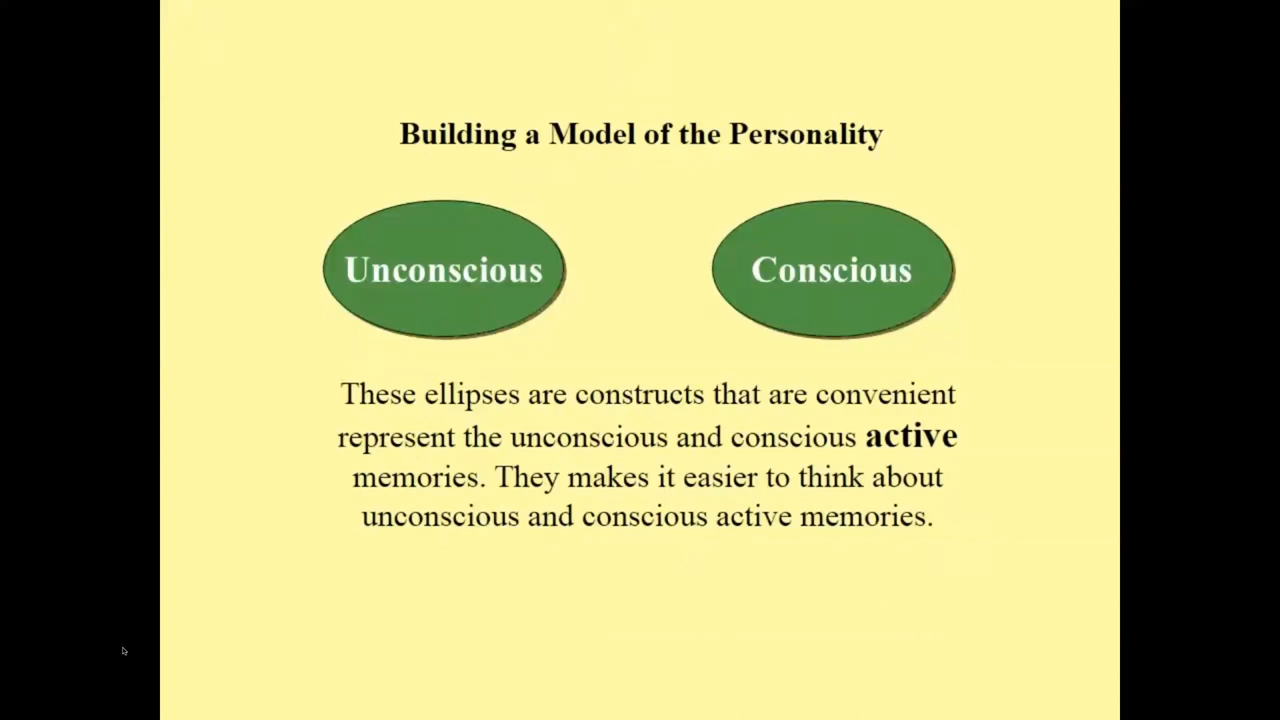 Building a Model of the Personality
Unconscious Conscious
These ellipses are constructs that are convenient
represent the unconscious and conscious active
memories. They makes it easier to think about
unconscious and conscious active memories.